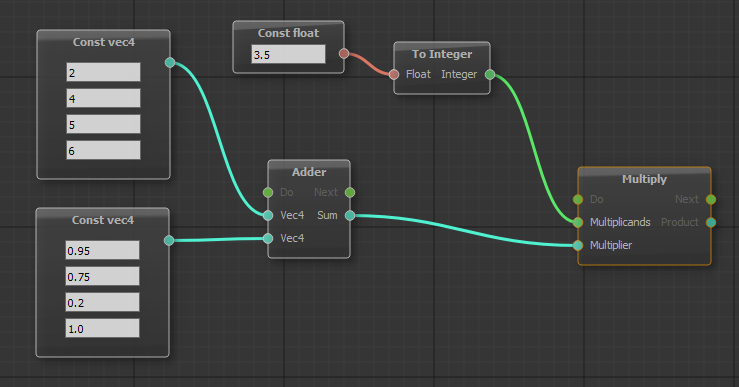 Const vec4
2
4
5
6
Const float
3.5
To Integer
Float Integer
Const vec4
0.95
0.75
0.2
1.0
Adder
Do Next
Vec4 Sum
Vec4
Multiply
Do Next
Multiplicands Product
Multiplier